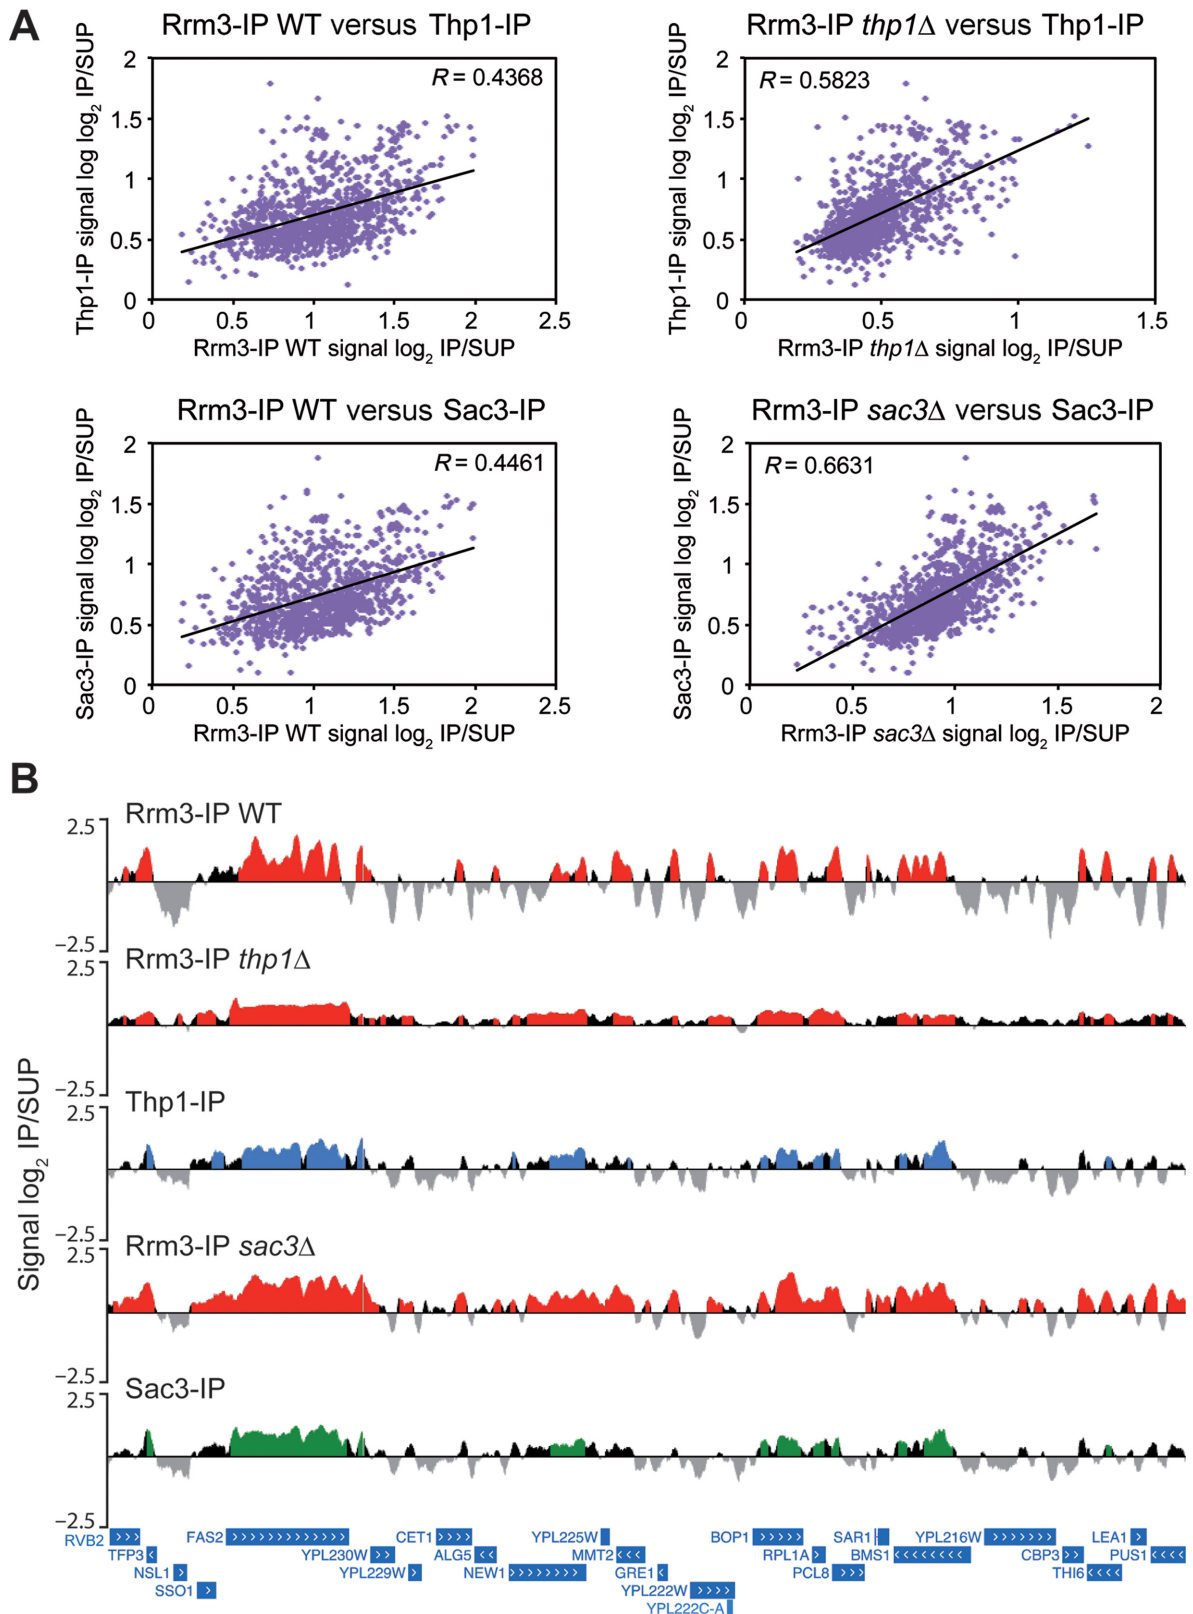 A
Rrm3-IP WT versus Thp1-IP
Thp1-IP signal log log2 IP/SUP
2
1.5
1
0.5
0
R = 0.4368
0 0.5 1 1.5 2 2.5
Rrm3-IP WT signal log2 IP/SUP
Rrm3-IP thp1Δ versus Thp1-IP
Thp1-IP signal log log2 IP/SUP
2
1.5
1
0.5
0
R = 0.5823
0 0.5 1 1.5
Rrm3-IP thp1Δ signal log2 IP/SUP
Rrm3-IP WT versus Sac3-IP
Sac3-IP signal log log2 IP/SUP
2
1.5
1
0.5
0
R = 0.4461
0 0.5 1 1.5 2 2.5
Rrm3-IP WT signal log2 IP/SUP
Rrm3-IP sac3Δ versus Sac3-IP
Sac3-IP signal log log2 IP/SUP
2
1.5
1
0.5
0
R = 0.6631
0 0.5 1 1.5 2
Rrm3-IP sac3Δ signal log2 IP/SUP
B
Signal log2 IP/SUP
Rrm3-IP WT
2.5
−2.5
Rrm3-IP thp1Δ
2.5
−2.5
Thp1-IP
2.5
−2.5
Rrm3-IP sac3Δ
2.5
−2.5
Sac3-IP
2.5
−2.5
RVB2 FAS2 CET1 YPL225W BOP1 SAR1 YPL216W LEA1
TFP3 YPL230W ALG5 MMT2 RPL1A BMS1 CBP3 PUS1
NSL1 YPL229W NEW1 GRE1 PCL8 THI6
SSO1 YPL222W
YPL222C-A